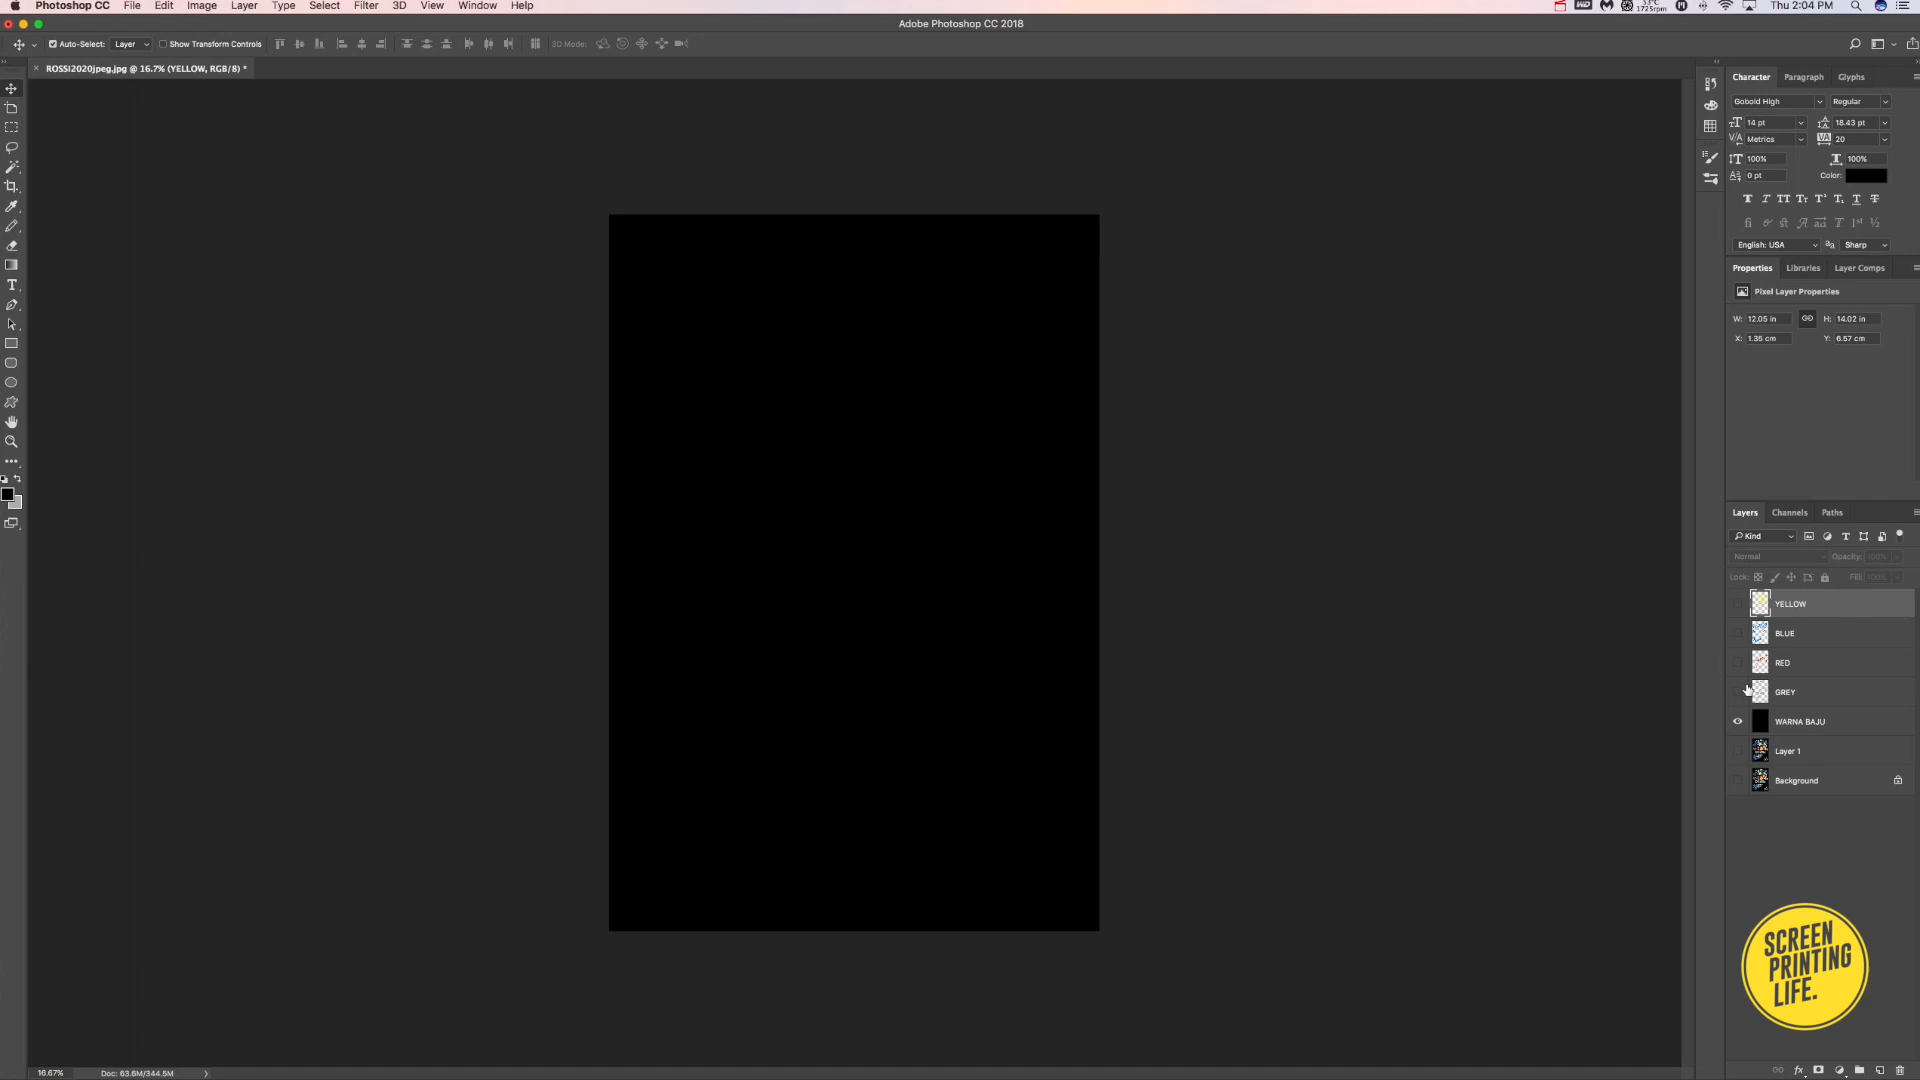 Photoshop CC File Edit Image Layer Type Select Filter 3D View Window Help
53°C
1725rpm
Thu 2:04 PM
Adobe Photoshop CC 2018
Auto-Select: Layer Show Transform Controls 3D Mode:
ROSSI2020jpeg.jpg @ 16.7% (YELLOW, RGB/8) *
Character Paragraph Glyphs
Gobold High Regular
14 pt 18.43 pt
Metrics 20
100% 100%
0 pt Color:
English: USA Sharp
Properties Libraries Layer Comps
Pixel Layer Properties
W: 12.05 in H: 14.02 in
X: 1.35 cm Y: 6.57 cm
Layers Channels Paths
Kind
Normal Opacity: 100%
Lock: Fill: 100%
YELLOW
BLUE
RED
GREY
WARNA BAJU
Layer 1
Background
SCREEN
PRINTING
LIFE.
16.67% Doc: 63.6M/344.5M